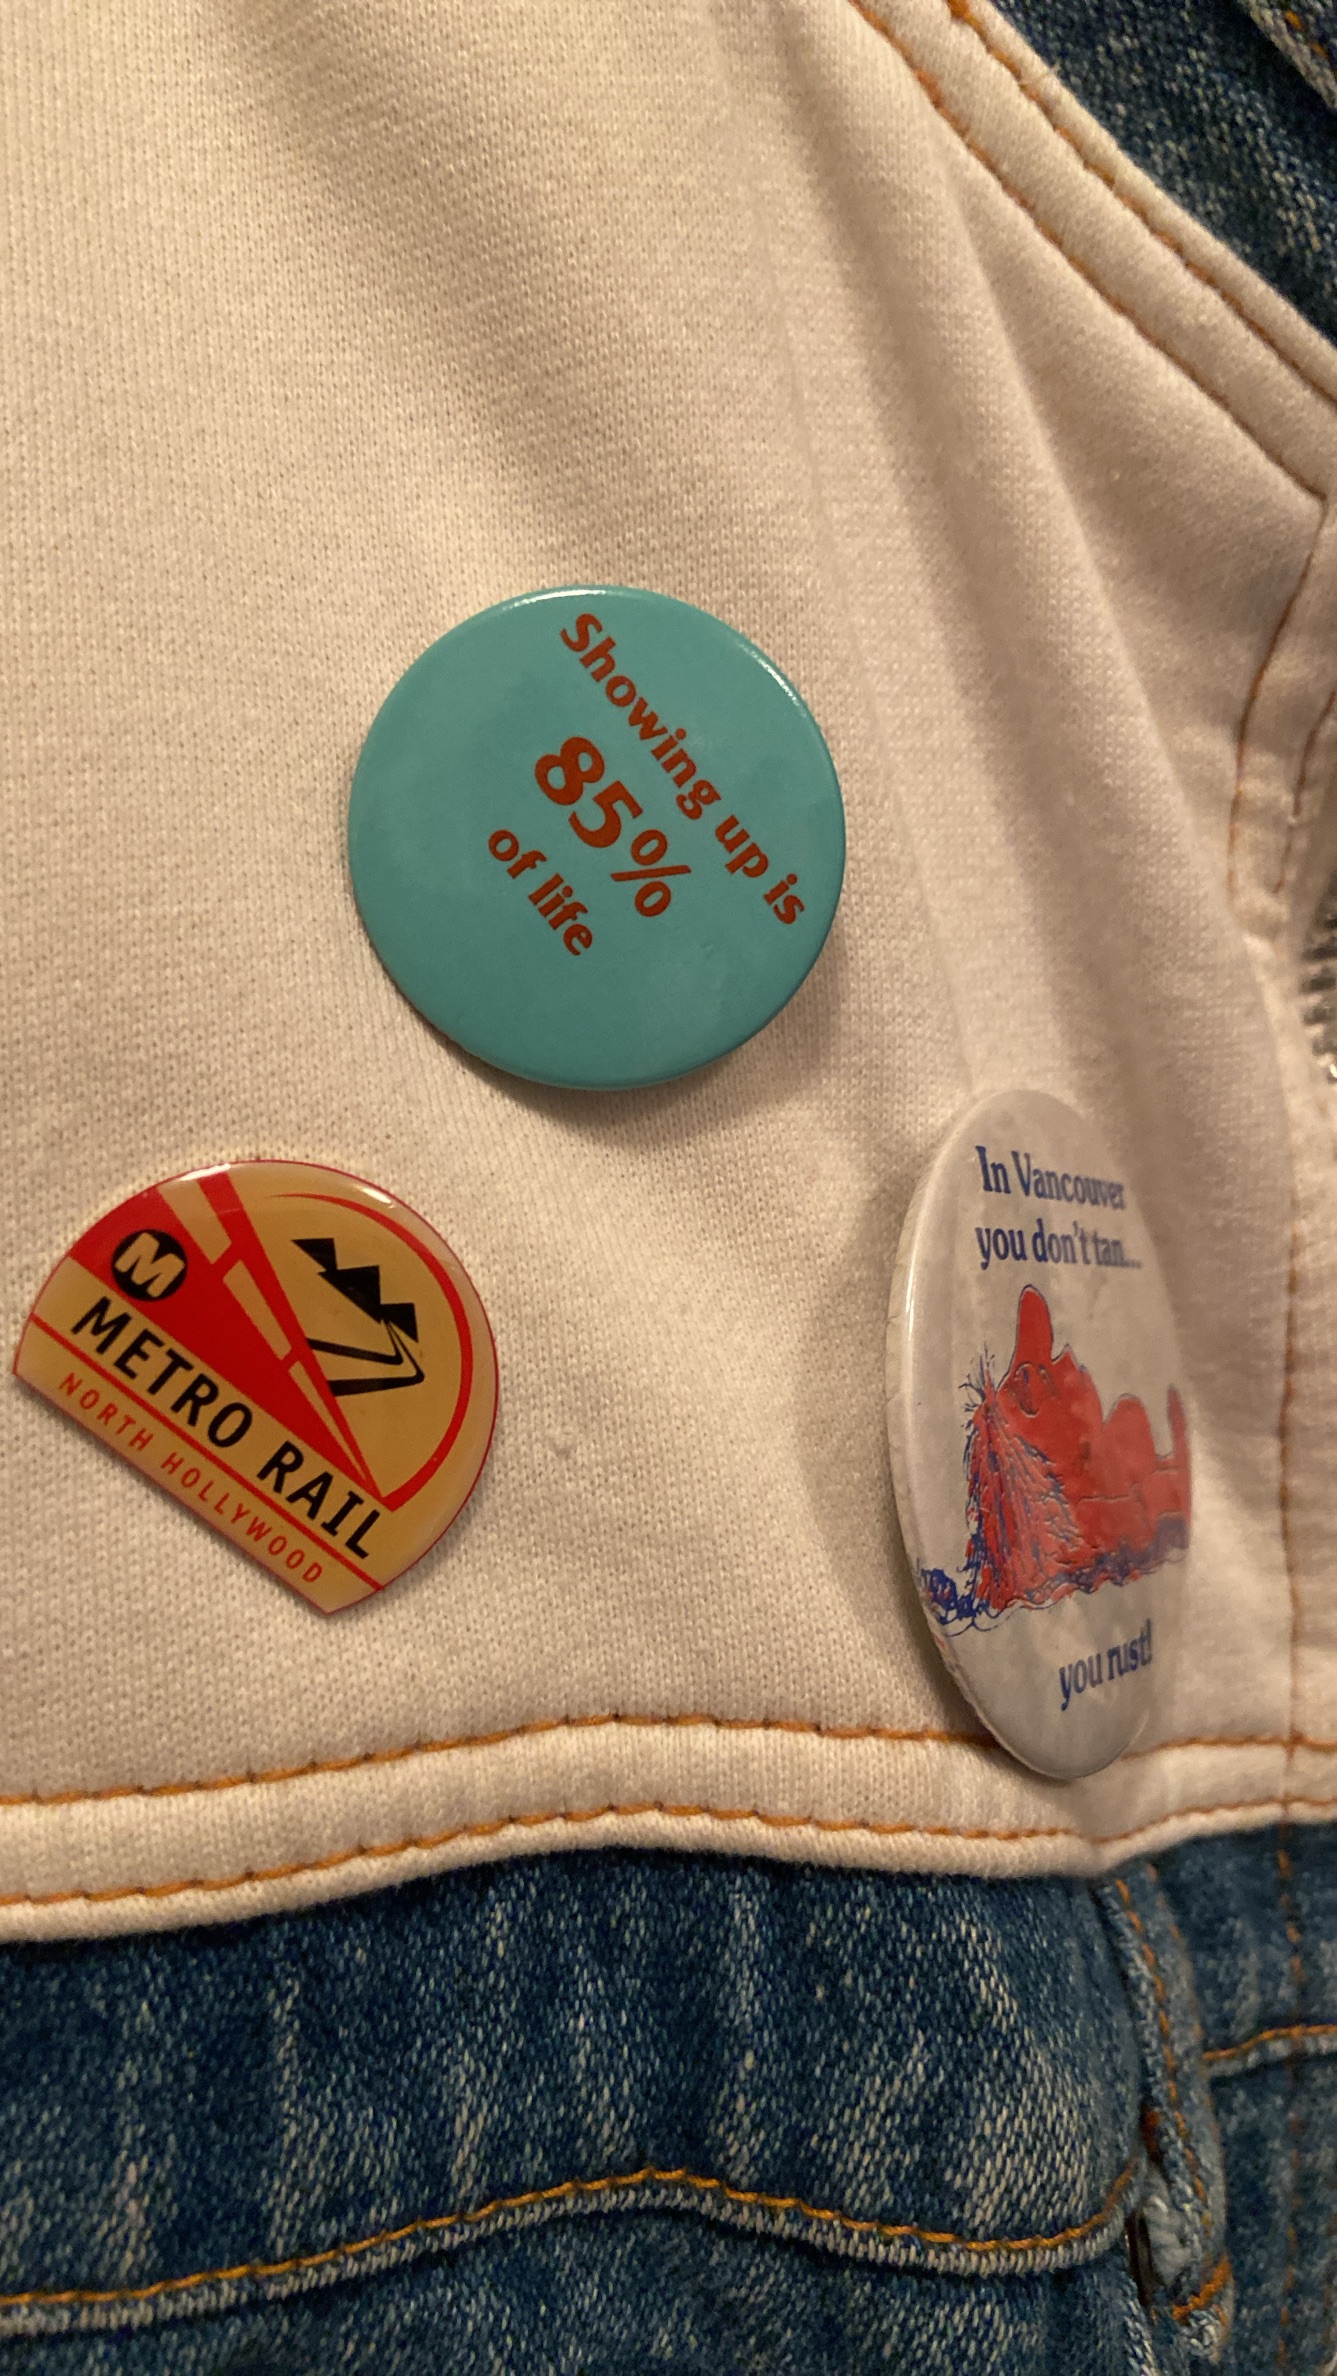 Showing up is
85%
of life
M
METRO RAIL
NORTH HOLLYWOOD
In Vancouver
you don't tan...
you rust!